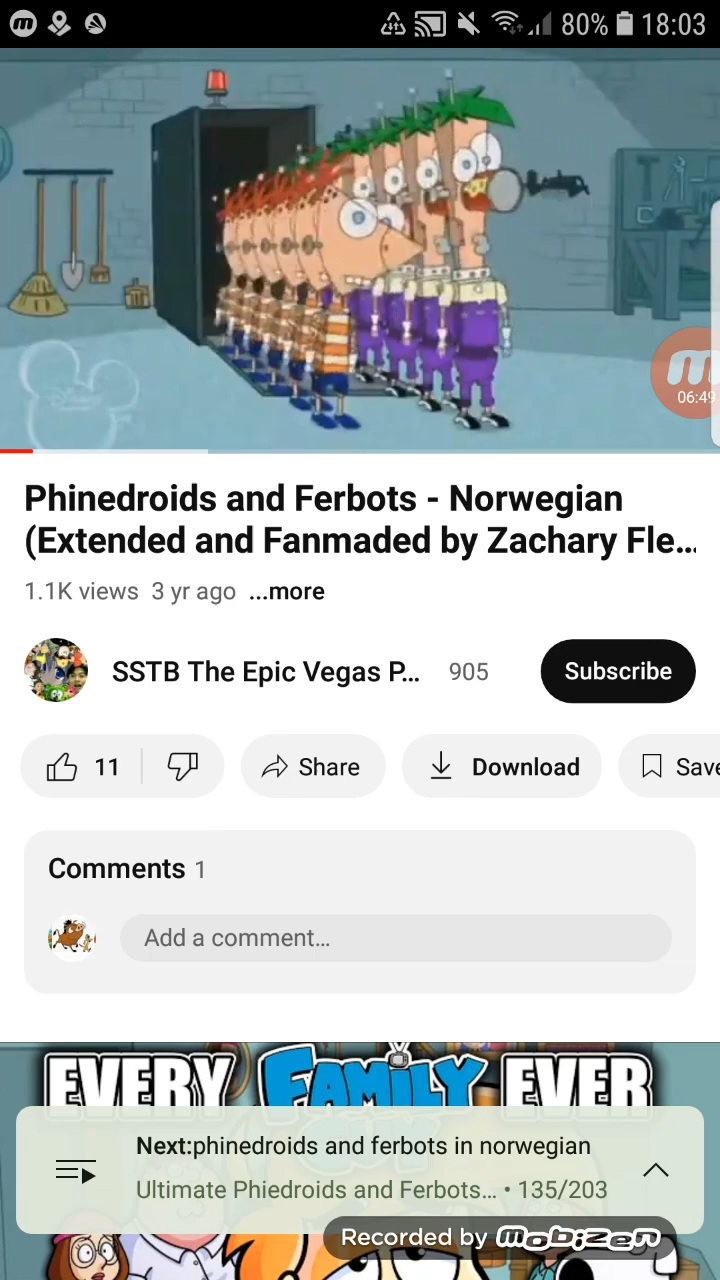 80% 18:03
Disney
06:49
Phinedroids and Ferbots - Norwegian
(Extended and Fanmaded by Zachary Fle...
1.1K views 3 yr ago ...more
SSTB The Epic Vegas P... 905 Subscribe
11 Share Download Save
Comments 1
Add a comment...
EVERY FAMILY EVER
GUY
Next:phinedroids and ferbots in norwegian
Ultimate Phiedroids and Ferbots... • 135/203
Recorded by mobizen